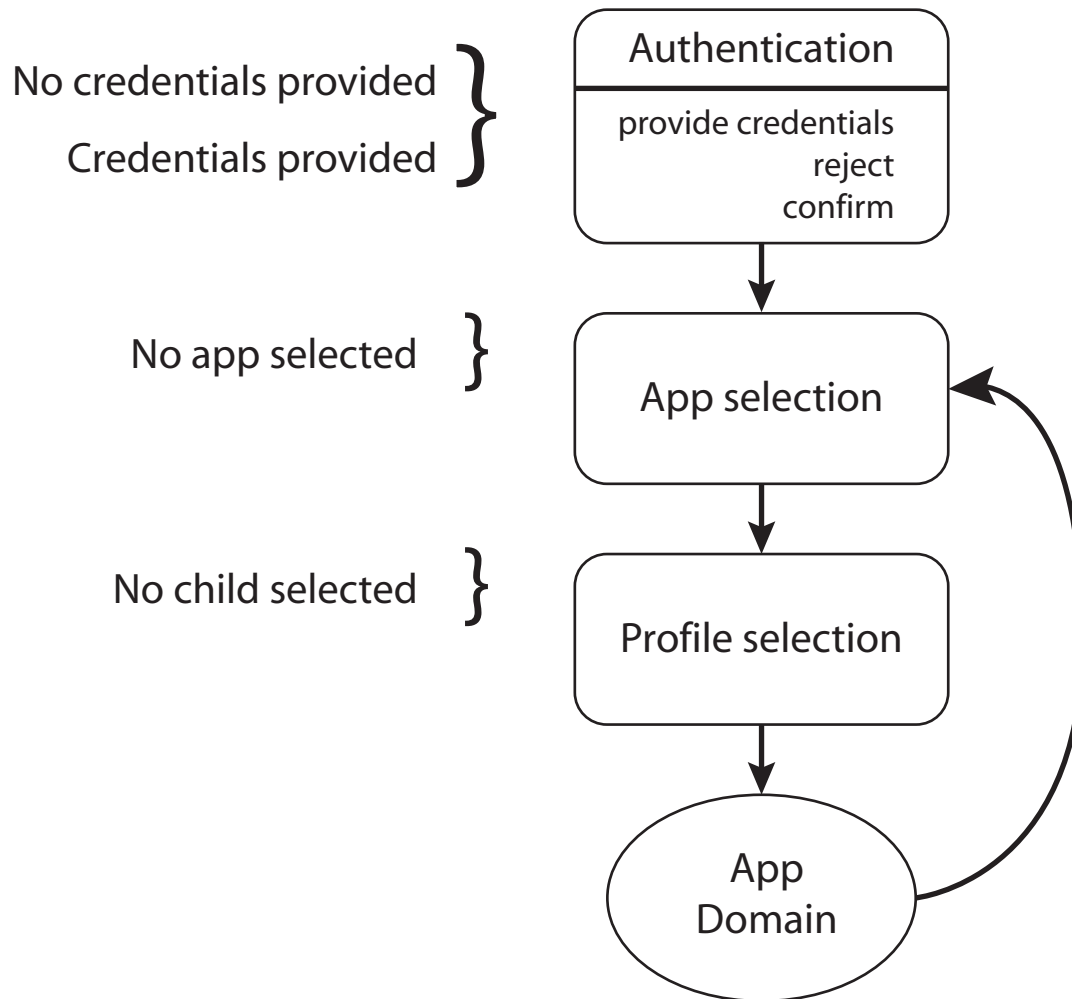 Authentication
No credentials provided
Credentials provided
provide credentials
reject
confirm
No app selected
App selection
No child selected
Profile selection
App
Domain